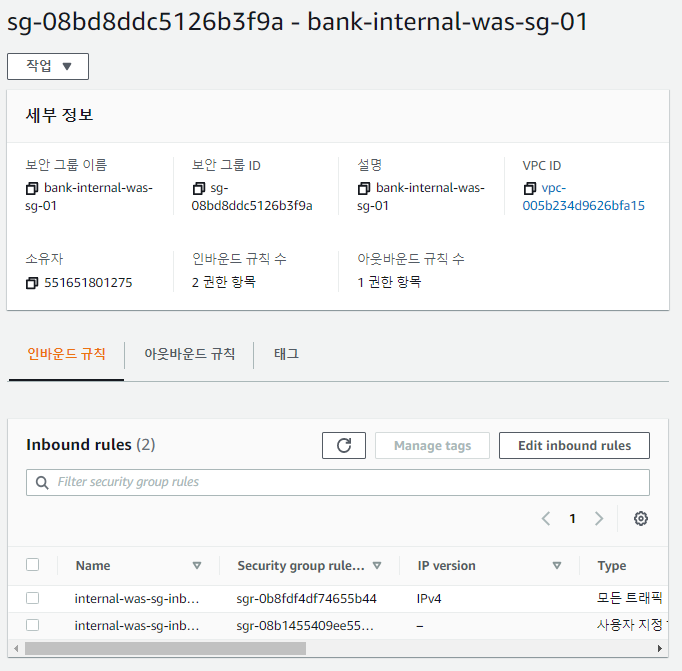 sg-08bd8ddc5126b3f9a - bank-internal-was-sg-01
작업
세부 정보
보안 그룹 이름 보안 그룹 ID 설명 VPC ID
bank-internal-was- sg- bank-internal-was- vpc-
sg-01 08bd8ddc5126b3f9a sg-01 005b234d9626bfa15
소유자 인바운드 규칙 수 아웃바운드 규칙 수
551651801275 2 권한 항목 1 권한 항목
인바운드 규칙 아웃바운드 규칙 태그
Inbound rules (2) Manage tags Edit inbound rules
Filter security group rules
1
Name Security group rule... IP version Type
internal-was-sg-inb... sgr-0b8fdf4df74655b44 IPv4 모든 트래픽
internal-was-sg-inb... sgr-08b1455409ee55... – 사용자 지정